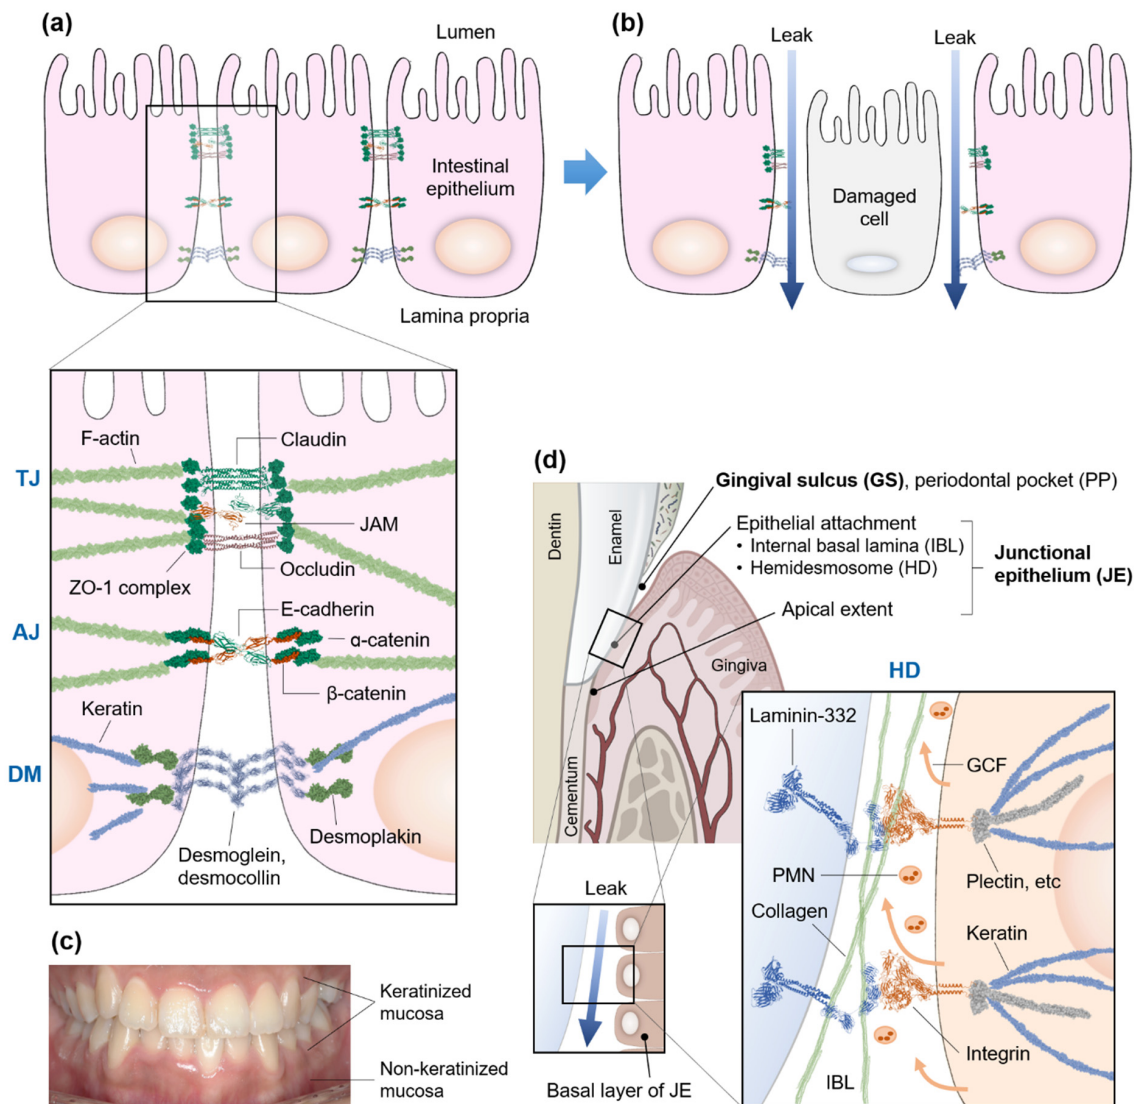 (a)
Lumen
Intestinal
epithelium
Lamina propria
(b)
Leak
Leak
Damaged
cell
TJ
F-actin
Claudin
JAM
Occludin
ZO-1 complex
AJ
E-cadherin
α-catenin
β-catenin
Keratin
DM
Desmoplakin
Desmoglein,
desmocollin
(c)
Keratinized
mucosa
Non-keratinized
mucosa
(d)
Dentin
Enamel
Gingival sulcus (GS), periodontal pocket (PP)
Epithelial attachment
• Internal basal lamina (IBL)
• Hemidesmosome (HD)
Junctional
epithelium (JE)
Apical extent
Gingiva
Cementum
Leak
Basal layer of JE
HD
Laminin-332
GCF
PMN
Plectin, etc
Collagen
Keratin
Integrin
IBL